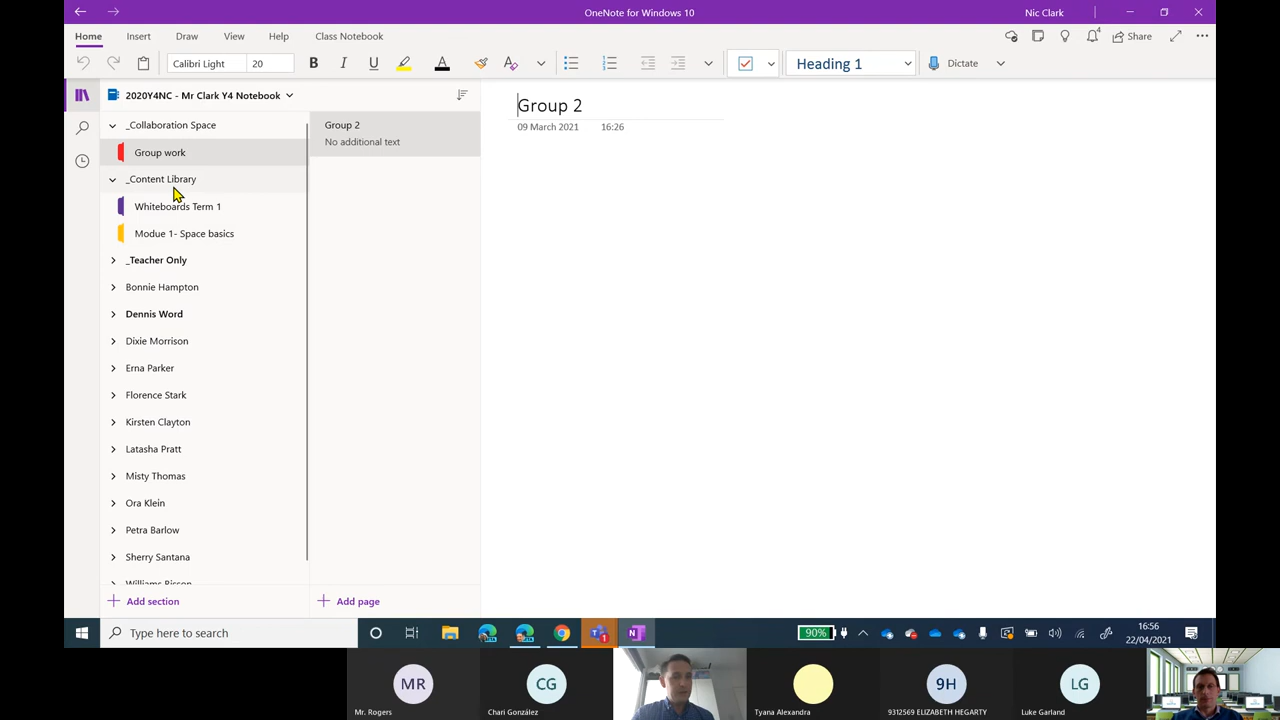 OneNote for Windows 10
Nic Clark
Home
Insert
Draw
View
Help
Class Notebook
Share
Calibri Light
20
B
I
U
A
Heading 1
Dictate
2020Y4NC - Mr Clark Y4 Notebook
_Collaboration Space
Group work
_Content Library
Whiteboards Term 1
Modue 1- Space basics
_Teacher Only
Bonnie Hampton
Dennis Word
Dixie Morrison
Erna Parker
Florence Stark
Kirsten Clayton
Latasha Pratt
Misty Thomas
Ora Klein
Petra Barlow
Sherry Santana
Add section
Group 2
No additional text
Add page
Group 2
09 March 2021
16:26
Type here to search
90%
16:56
22/04/2021
MR
Mr. Rogers
CG
Chari González
Tyana Alexandra
9H
9312569 ELIZABETH HEGARTY
LG
Luke Garland